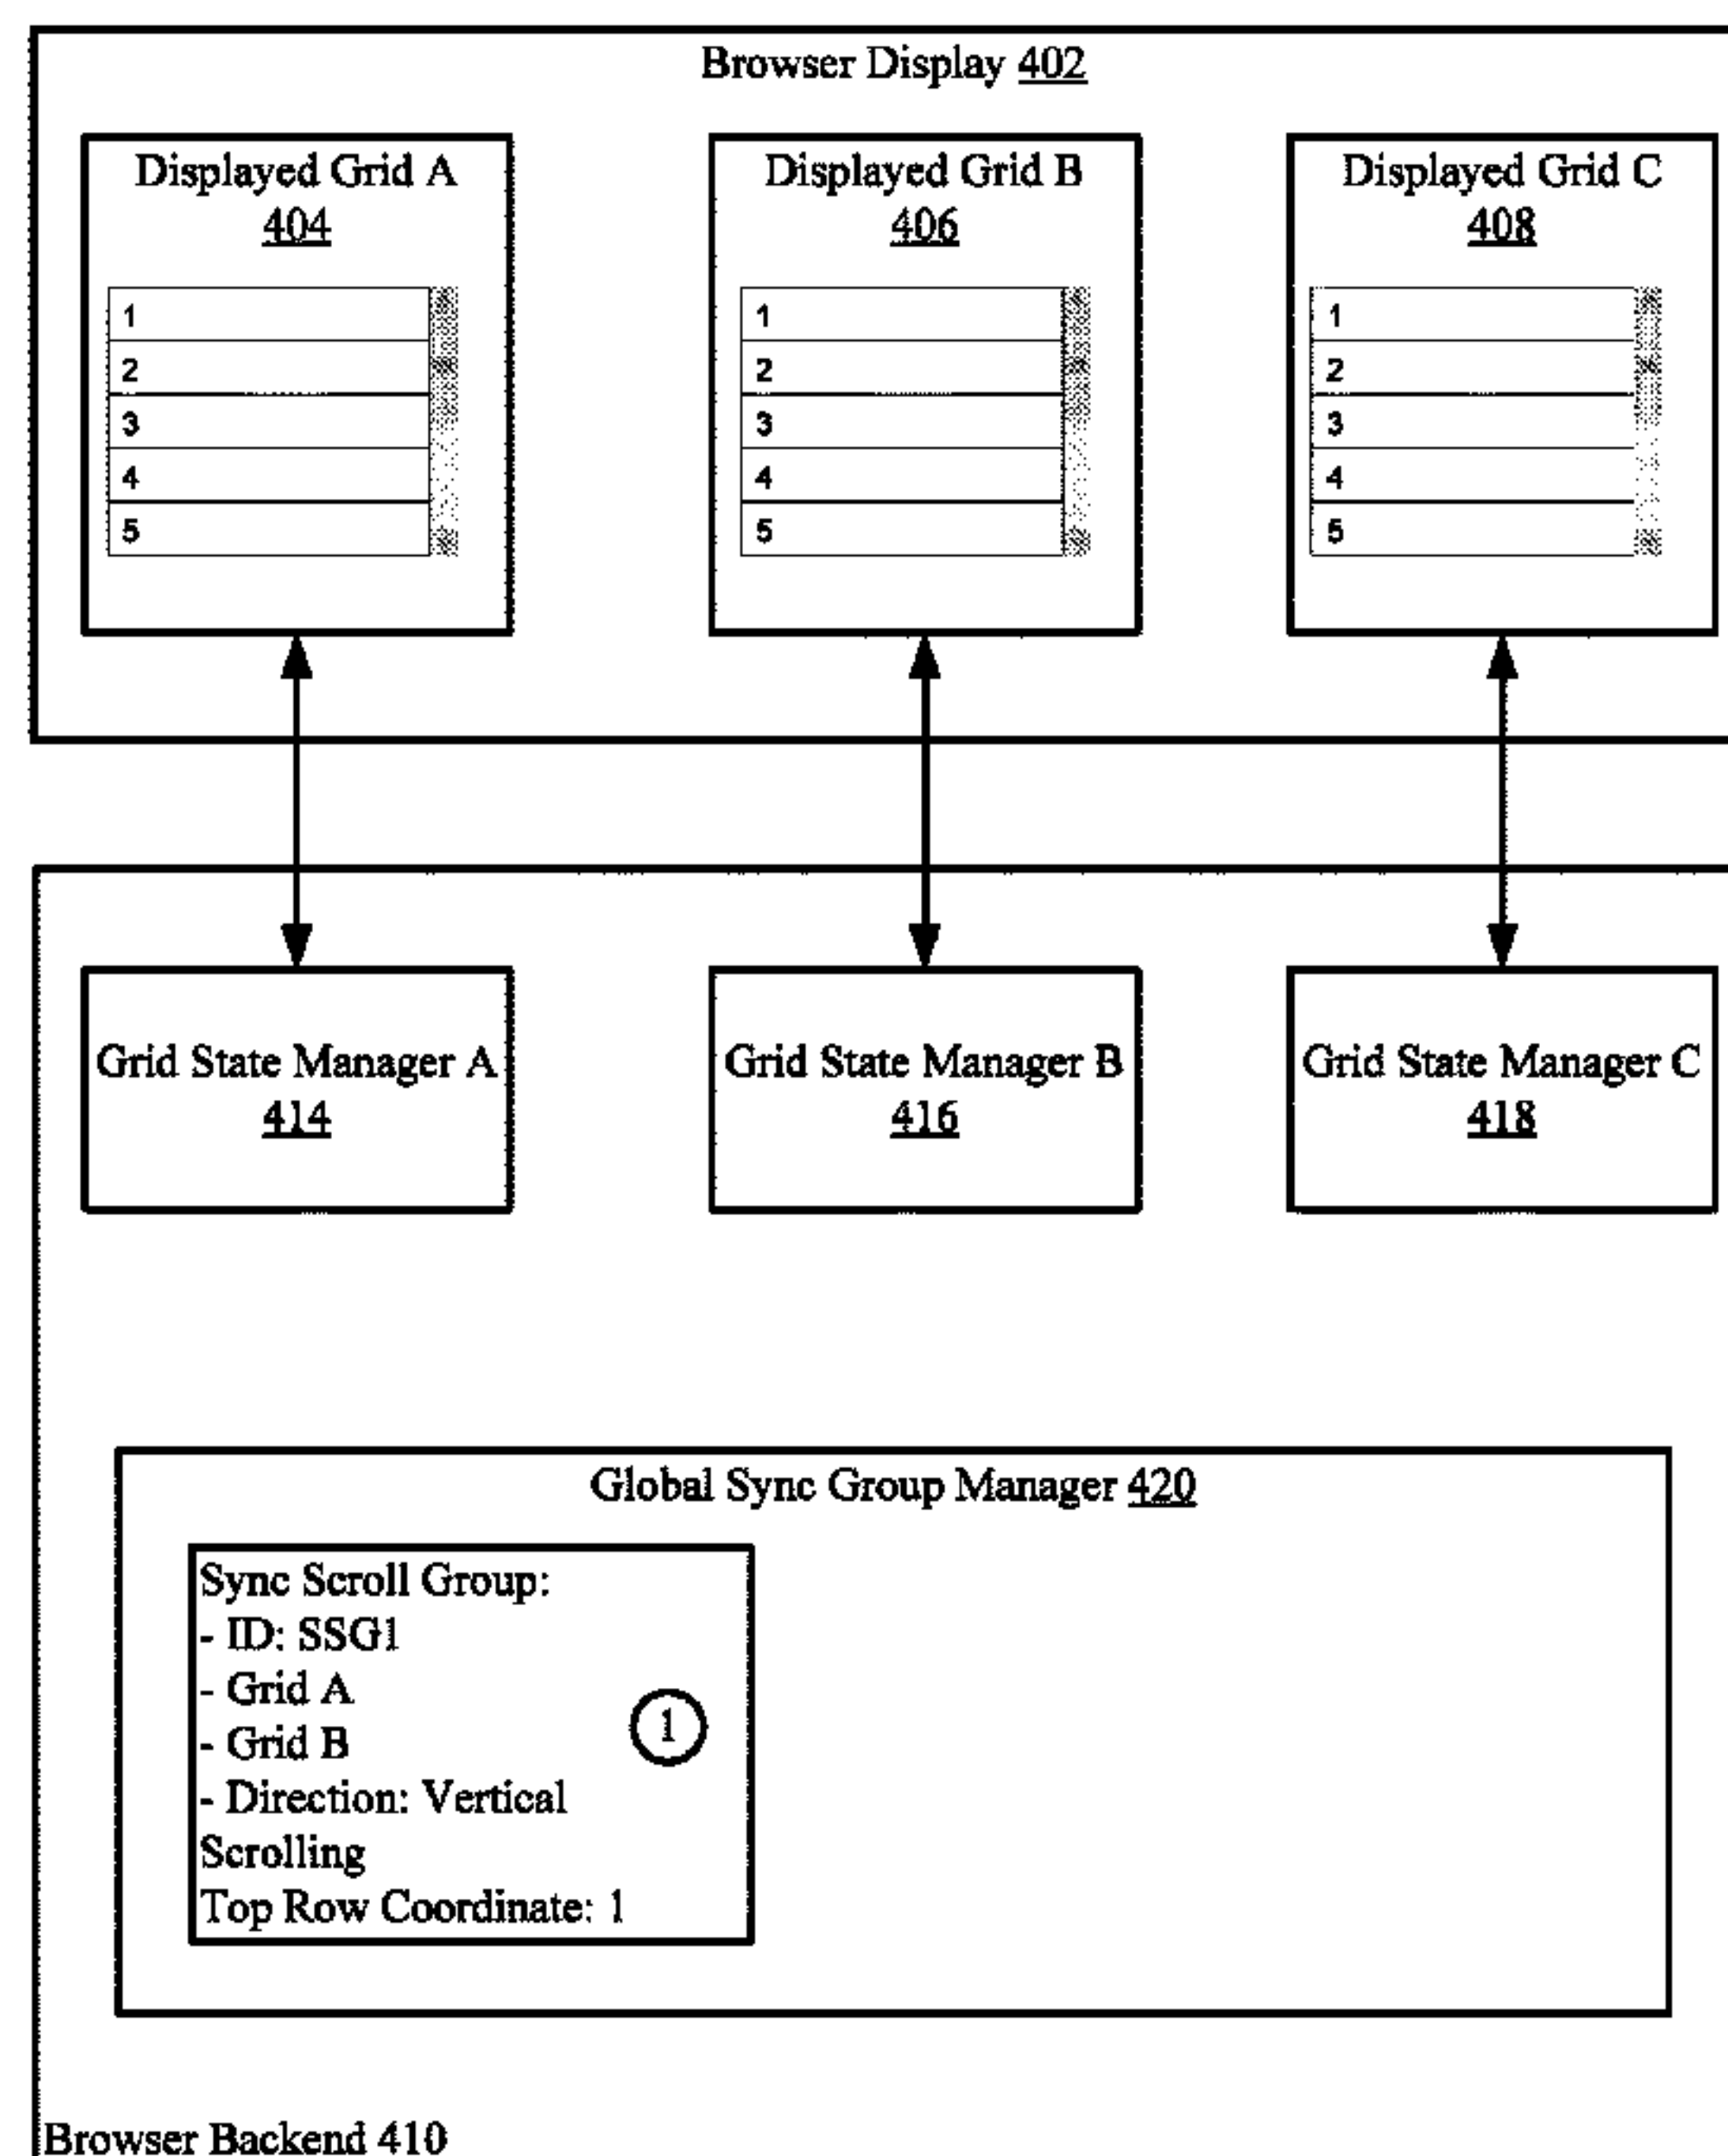 Browser Display 402
Displayed Grid A
404
1
2
3
4
5
Displayed Grid B
406
1
2
3
4
5
Displayed Grid C
408
1
2
3
4
5
Grid State Manager A
414
Grid State Manager B
416
Grid State Manager C
418
Global Sync Group Manager 420
Sync Scroll Group:
- ID: SSG1
- Grid A
- Grid B
- Direction: Vertical
Scrolling
Top Row Coordinate: 1
1
Browser Backend 410